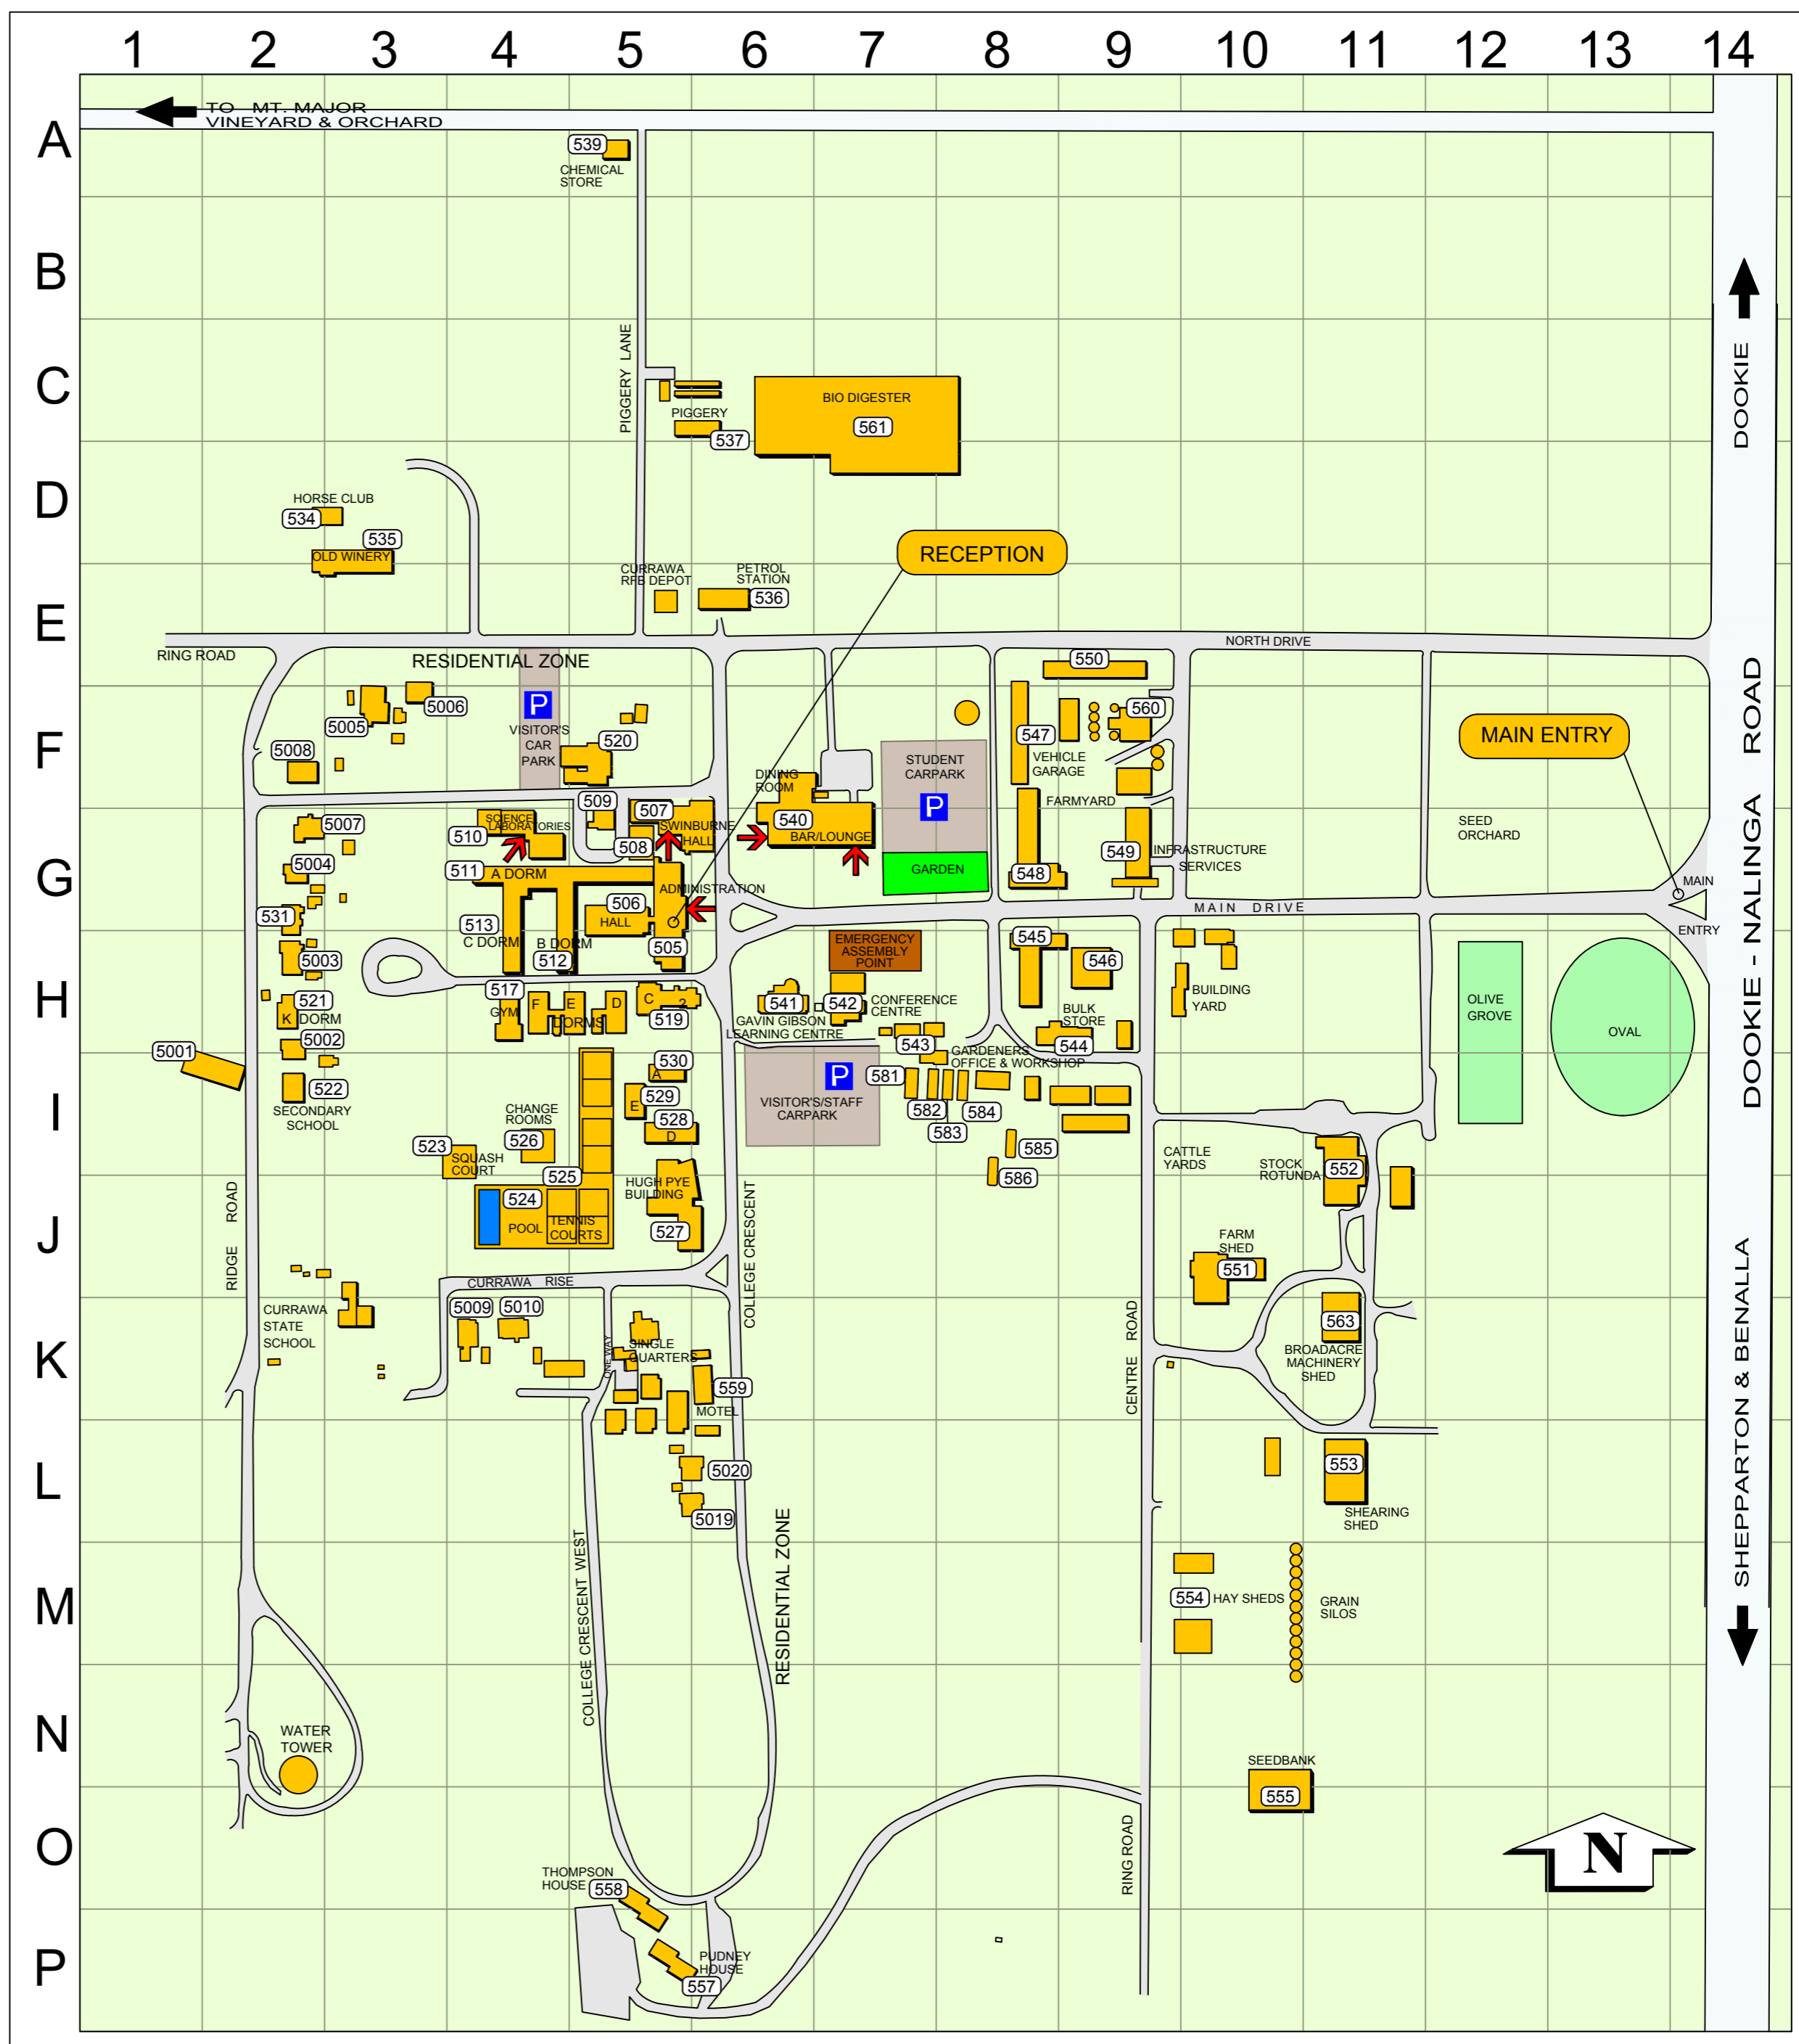 1 2 3 4 5 6 7 8 9 10 11 12 13 14
A
TO MT. MAJOR
VINEYARD & ORCHARD
539
CHEMICAL
STORE
B
C
PIGGERY LANE
PIGGERY
537
BIO DIGESTER
561
DOOKIE
D
HORSE CLUB
534
535
OLD WINERY
RECEPTION
E
CURRAWA
RFB DEPOT
PETROL
STATION
536
RING ROAD
RESIDENTIAL ZONE
NORTH DRIVE
550
DOOKIE - NALINGA ROAD
F
5005
5006
5008
P
VISITOR'S
CAR
PARK
520
DINING
ROOM
STUDENT
CARPARK
P
547
560
VEHICLE
GARAGE
FARMYARD
MAIN ENTRY
G
5007
5004
531
509
507
510
SCIENCE
LABORATORIES
508
SWINBURNE
HALL
540
BAR/LOUNGE
GARDEN
548
549
INFRASTRUCTURE
SERVICES
SEED
ORCHARD
511
A DORM
ADMINISTRATION
506
HALL
513
C DORM
B DORM
512
505
MAIN DRIVE
MAIN
ENTRY
H
5003
521
K DORM
5002
517
GYM
F
E
D
DORMS
C
2
519
EMERGENCY
ASSEMBLY
POINT
541
542
CONFERENCE
CENTRE
GAVIN GIBSON
LEARNING CENTRE
543
545
546
BULK
STORE
544
BUILDING
YARD
OLIVE
GROVE
OVAL
I
5001
522
SECONDARY
SCHOOL
530
A
529
E
528
D
CHANGE
ROOMS
526
523
SQUASH
COURT
525
P
VISITOR'S/STAFF
CARPARK
GARDENERS
OFFICE & WORKSHOP
581
582
583
584
585
586
CATTLE
YARDS
STOCK
ROTUNDA
552
J
RIDGE ROAD
524
POOL
TENNIS
COURTS
HUGH PYE
BUILDING
527
COLLEGE CRESCENT
FARM
SHED
551
CURRAWA RISE
SHEPPARTON & BENALLA
K
CURRAWA
STATE
SCHOOL
5009
5010
ONE WAY
SINGLE
QUARTERS
559
MOTEL
CENTRE ROAD
563
BROADACRE
MACHINERY
SHED
L
5020
5019
553
SHEARING
SHED
M
COLLEGE CRESCENT WEST
RESIDENTIAL ZONE
554
HAY SHEDS
GRAIN
SILOS
N
WATER
TOWER
SEEDBANK
555
O
THOMPSON
HOUSE
558
RING ROAD
N
P
PUDNEY
HOUSE
557